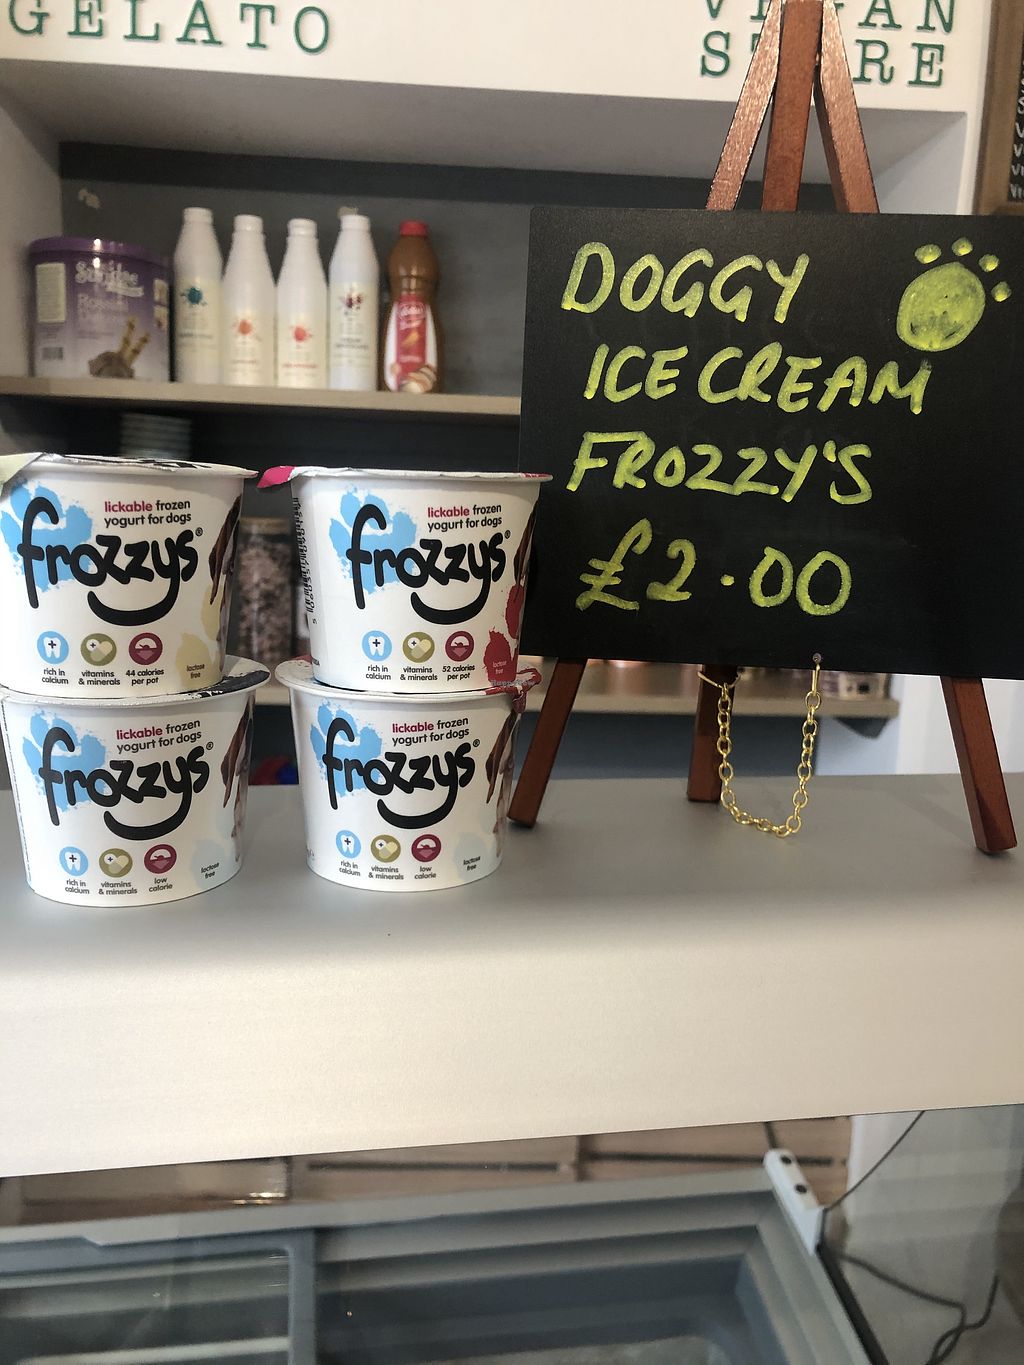 GELATO
VEGAN
STORE
DOGGY
ICE CREAM
FROZZY'S
£2.00
lickable frozen
yogurt for dogs
frozzys®
rich in
calcium
vitamins
& minerals
44 calories
per pot
lactose
free
lickable frozen
yogurt for dogs
frozzys®
rich in
calcium
vitamins
& minerals
52 calories
per pot
lactose
free
lickable frozen
yogurt for dogs
frozzys®
rich in
calcium
vitamins
& minerals
low
calorie
lactose
free
lickable frozen
yogurt for dogs
frozzys®
rich in
calcium
vitamins
& minerals
low
calorie
lactose
free